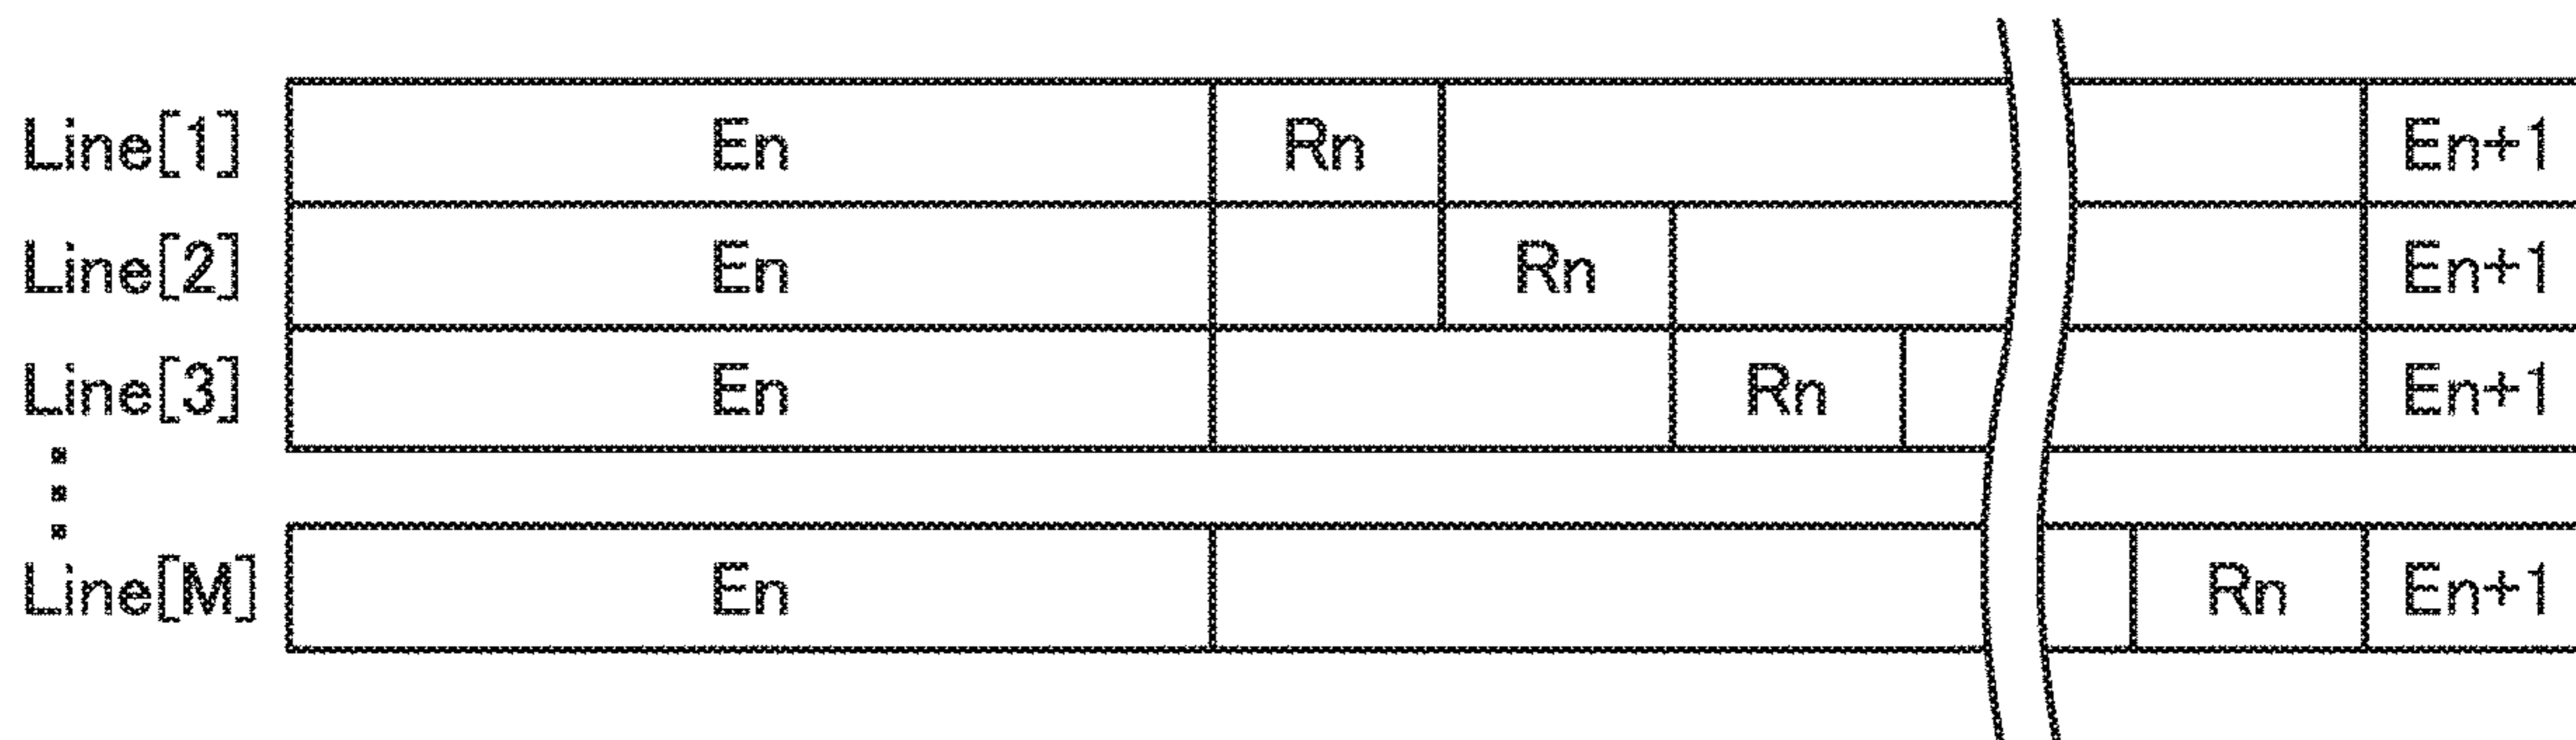 Line[1] En Rn En+1
Line[2] En Rn En+1
Line[3] En Rn En+1
Line[M] En Rn En+1